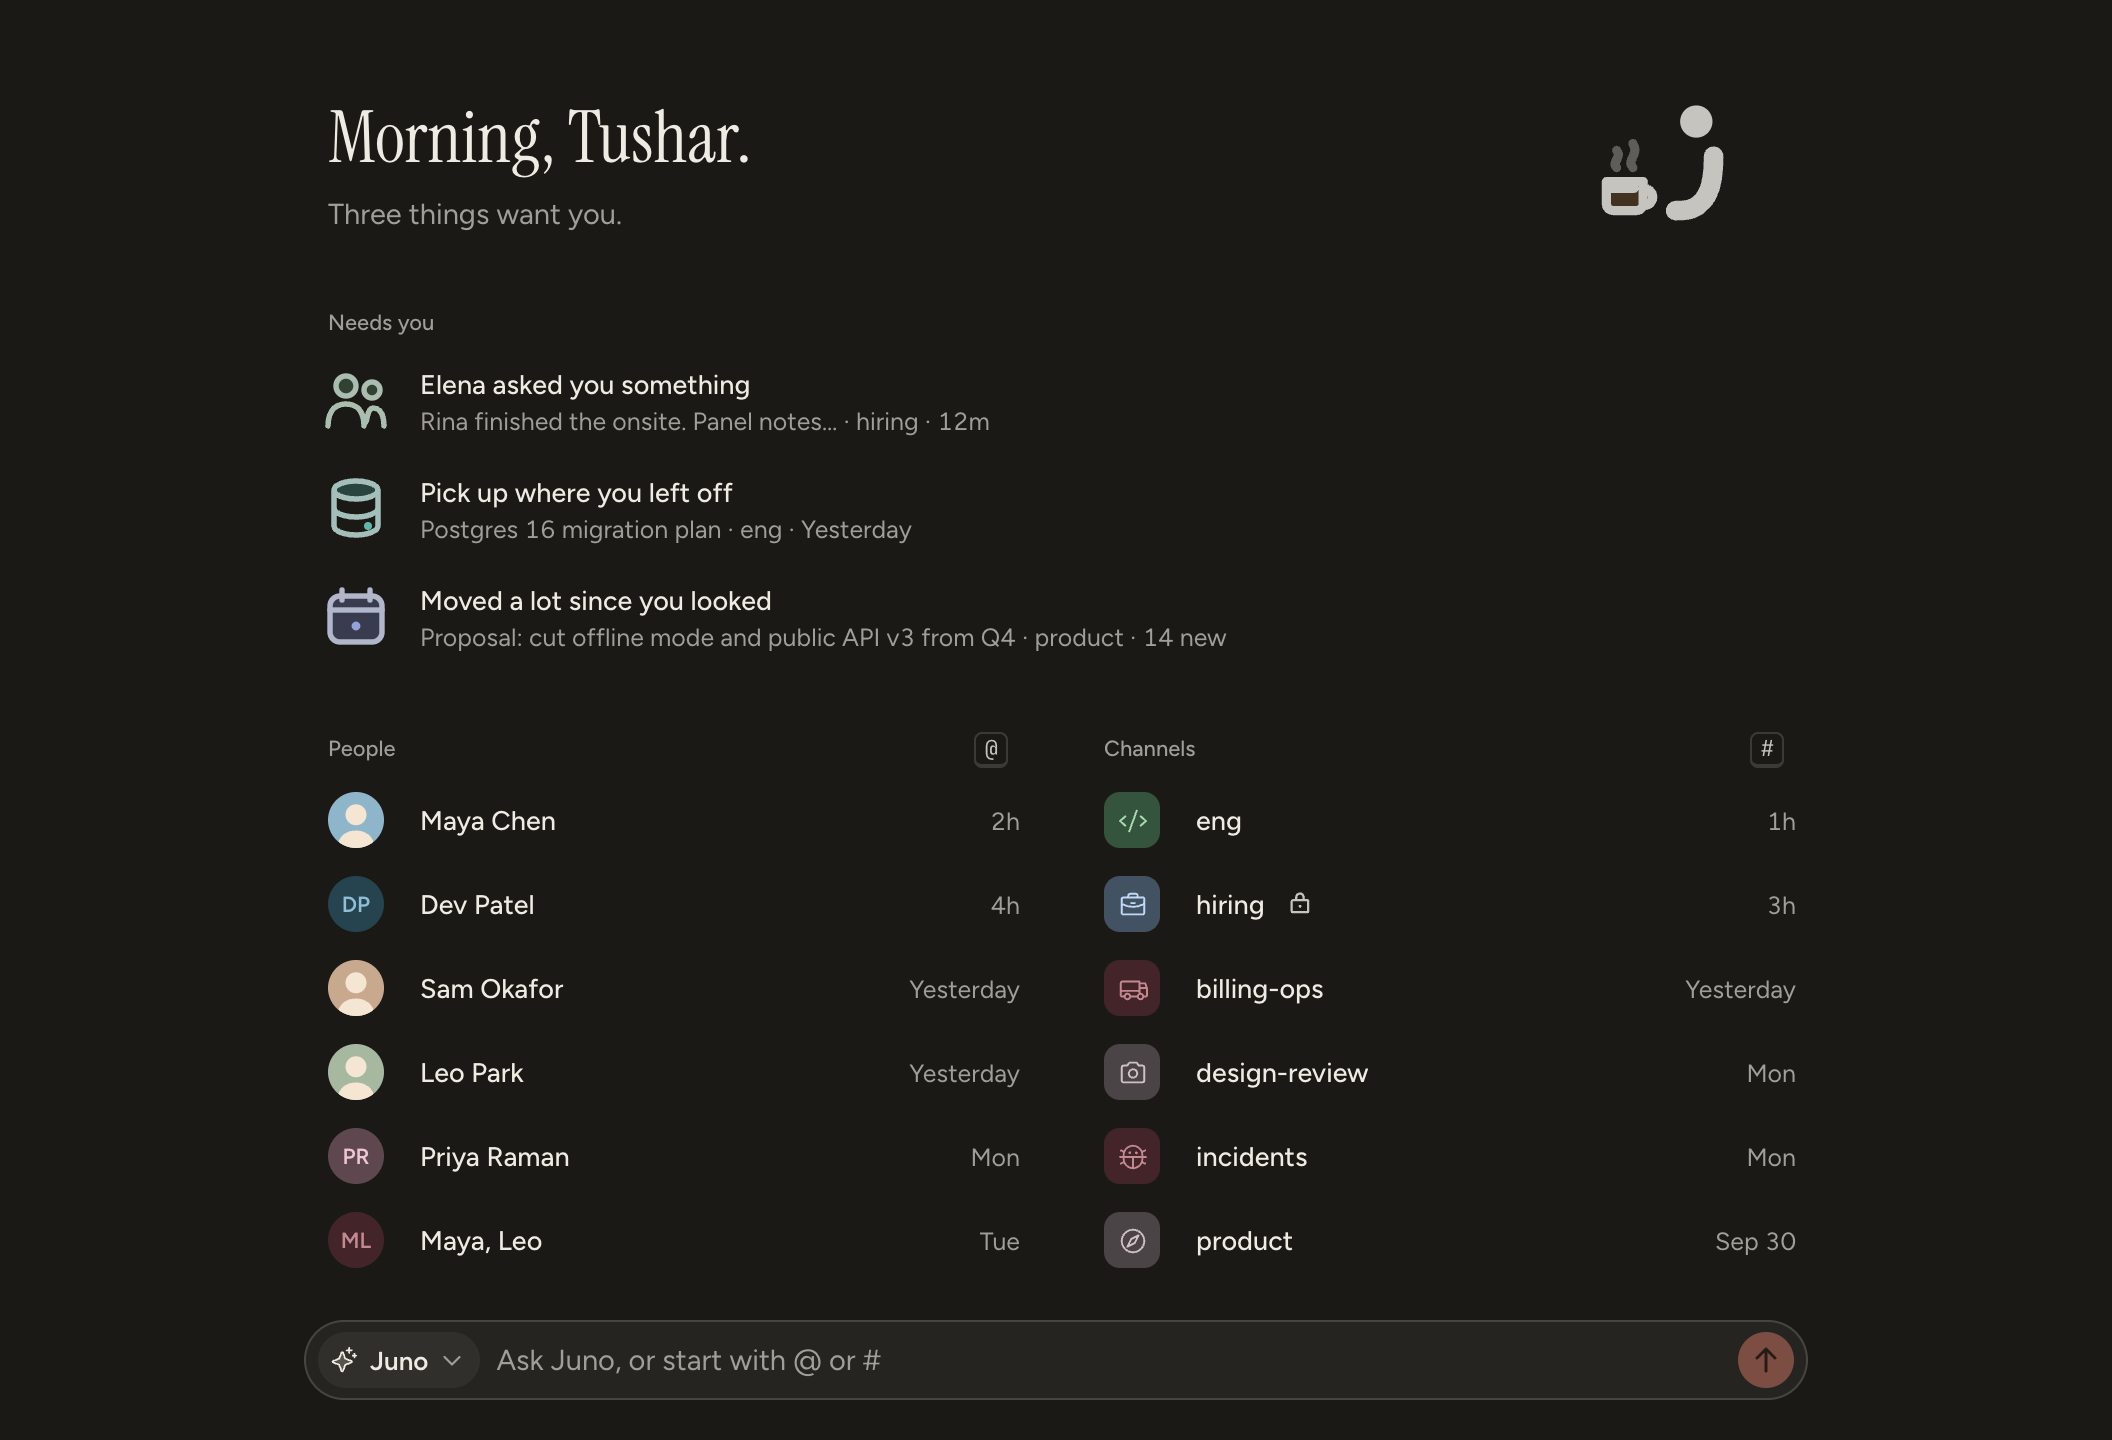 Morning, Tushar.
Three things want you.
Needs you
Elena asked you something
Rina finished the onsite. Panel notes... · hiring · 12m
Pick up where you left off
Postgres 16 migration plan · eng · Yesterday
Moved a lot since you looked
Proposal: cut offline mode and public API v3 from Q4 · product · 14 new
People @
Maya Chen 2h
DP Dev Patel 4h
Sam Okafor Yesterday
Leo Park Yesterday
PR Priya Raman Mon
ML Maya, Leo Tue
Channels #
eng 1h
hiring 3h
billing-ops Yesterday
design-review Mon
incidents Mon
product Sep 30
Juno Ask Juno, or start with @ or #